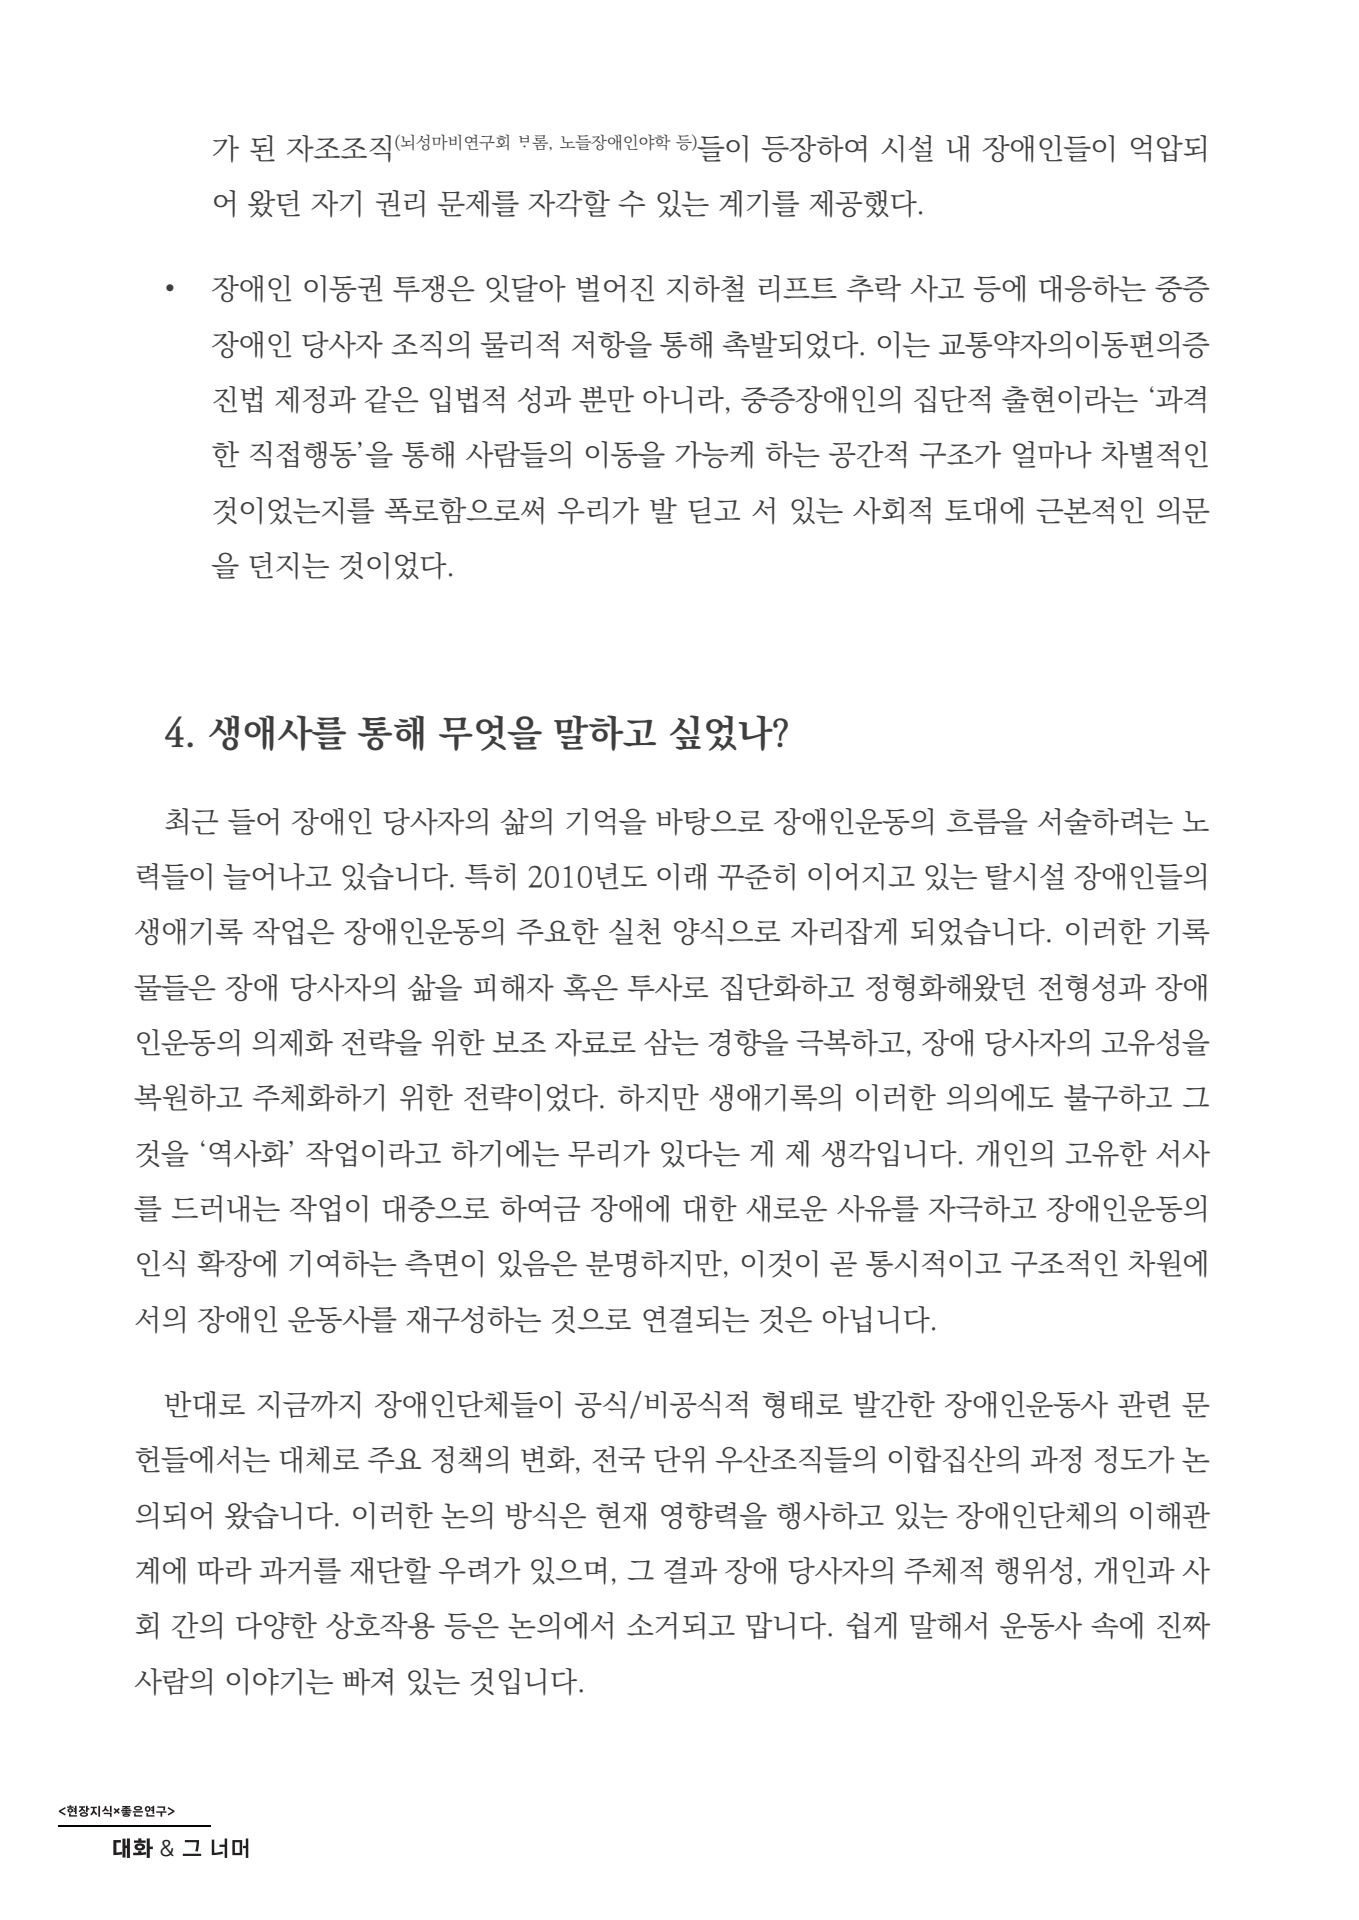 가 된 자조조직(뇌성마비연구회 ᄇᆞ롬, 노들장애인야학 등)들이 등장하여 시설 내 장애인들이 억압되
어 왔던 자기 권리 문제를 자각할 수 있는 계기를 제공했다.
• 장애인 이동권 투쟁은 잇달아 벌어진 지하철 리프트 추락 사고 등에 대응하는 중증
장애인 당사자 조직의 물리적 저항을 통해 촉발되었다. 이는 교통약자의이동편의증
진법 제정과 같은 입법적 성과 뿐만 아니라, 중증장애인의 집단적 출현이라는 ‘과격
한 직접행동’을 통해 사람들의 이동을 가능케 하는 공간적 구조가 얼마나 차별적인
것이었는지를 폭로함으로써 우리가 발 딛고 서 있는 사회적 토대에 근본적인 의문
을 던지는 것이었다.
4. 생애사를 통해 무엇을 말하고 싶었나?
최근 들어 장애인 당사자의 삶의 기억을 바탕으로 장애인운동의 흐름을 서술하려는 노
력들이 늘어나고 있습니다. 특히 2010년도 이래 꾸준히 이어지고 있는 탈시설 장애인들의
생애기록 작업은 장애인운동의 주요한 실천 양식으로 자리잡게 되었습니다. 이러한 기록
물들은 장애 당사자의 삶을 피해자 혹은 투사로 집단화하고 정형화해왔던 전형성과 장애
인운동의 의제화 전략을 위한 보조 자료로 삼는 경향을 극복하고, 장애 당사자의 고유성을
복원하고 주체화하기 위한 전략이었다. 하지만 생애기록의 이러한 의의에도 불구하고 그
것을 ‘역사화’ 작업이라고 하기에는 무리가 있다는 게 제 생각입니다. 개인의 고유한 서사
를 드러내는 작업이 대중으로 하여금 장애에 대한 새로운 사유를 자극하고 장애인운동의
인식 확장에 기여하는 측면이 있음은 분명하지만, 이것이 곧 통시적이고 구조적인 차원에
서의 장애인 운동사를 재구성하는 것으로 연결되는 것은 아닙니다.
반대로 지금까지 장애인단체들이 공식/비공식적 형태로 발간한 장애인운동사 관련 문
헌들에서는 대체로 주요 정책의 변화, 전국 단위 우산조직들의 이합집산의 과정 정도가 논
의되어 왔습니다. 이러한 논의 방식은 현재 영향력을 행사하고 있는 장애인단체의 이해관
계에 따라 과거를 재단할 우려가 있으며, 그 결과 장애 당사자의 주체적 행위성, 개인과 사
회 간의 다양한 상호작용 등은 논의에서 소거되고 맙니다. 쉽게 말해서 운동사 속에 진짜
사람의 이야기는 빠져 있는 것입니다.
<현장지식×좋은연구>
대화 & 그 너머